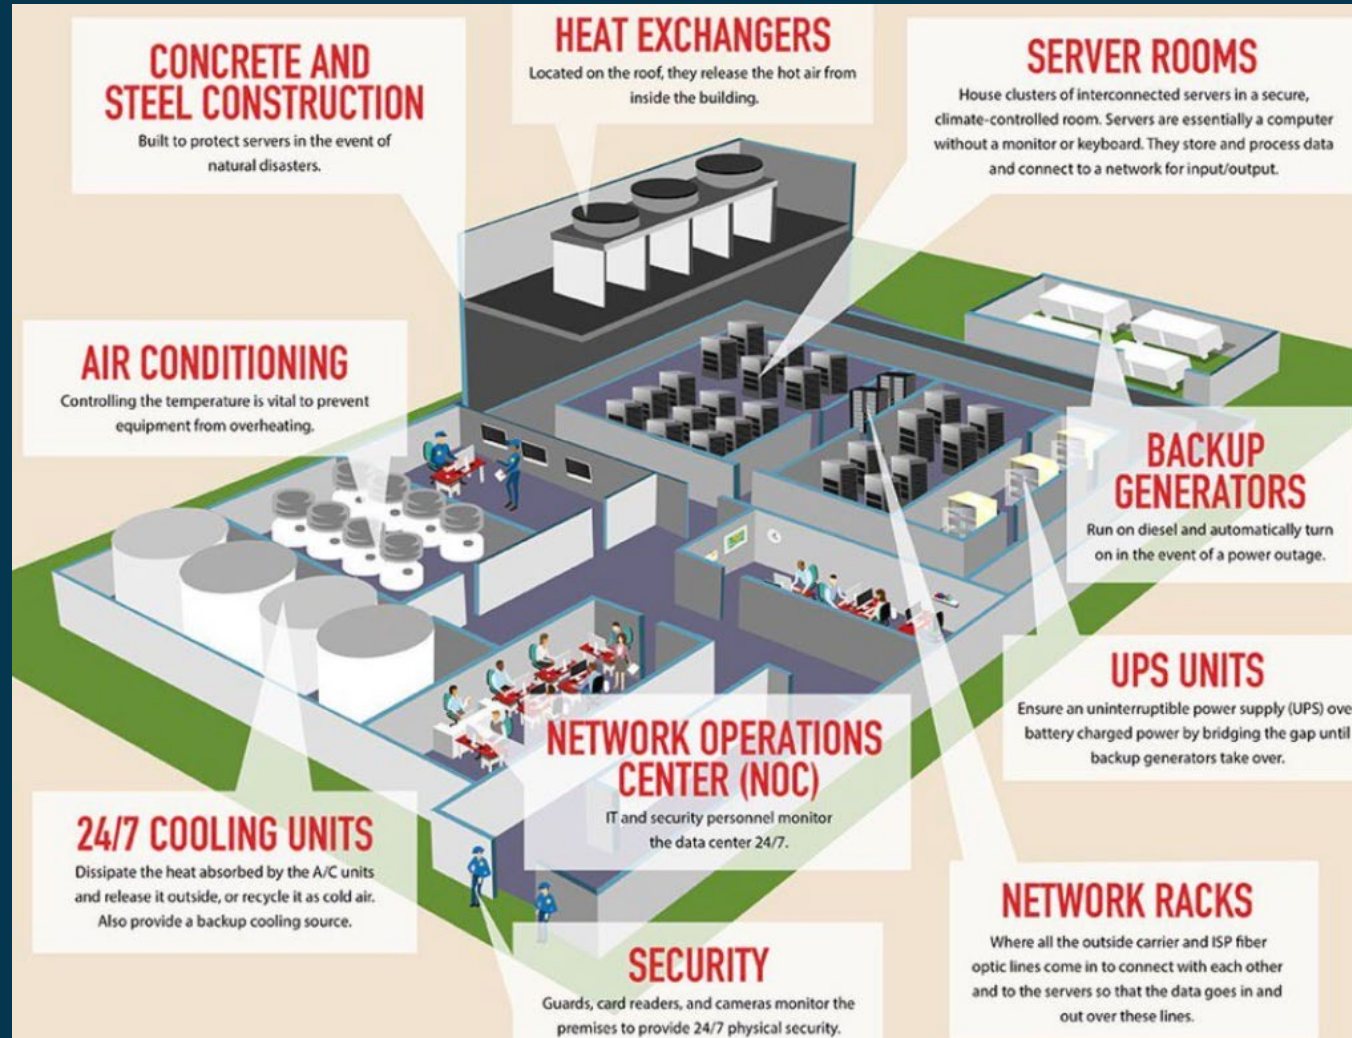 CONCRETE AND
STEEL CONSTRUCTION
Built to protect servers in the event of
natural disasters.
HEAT EXCHANGERS
Located on the roof, they release the hot air from
inside the building.
SERVER ROOMS
House clusters of interconnected servers in a secure,
climate-controlled room. Servers are essentially a computer
without a monitor or keyboard. They store and process data
and connect to a network for input/output.
AIR CONDITIONING
Controlling the temperature is vital to prevent
equipment from overheating.
BACKUP
GENERATORS
Run on diesel and automatically turn
on in the event of a power outage.
UPS UNITS
Ensure an uninterruptible power supply (UPS) ove
battery charged power by bridging the gap until
backup generators take over.
NETWORK OPERATIONS
CENTER (NOC)
IT and security personnel monitor
the data center 24/7.
24/7 COOLING UNITS
Dissipate the heat absorbed by the A/C units
and release it outside, or recycle it as cold air.
Also provide a backup cooling source.
NETWORK RACKS
Where all the outside carrier and ISP fiber
optic lines come in to connect with each other
and to the servers so that the data goes in and
out over these lines.
SECURITY
Guards, card readers, and cameras monitor the
premises to provide 24/7 physical security.